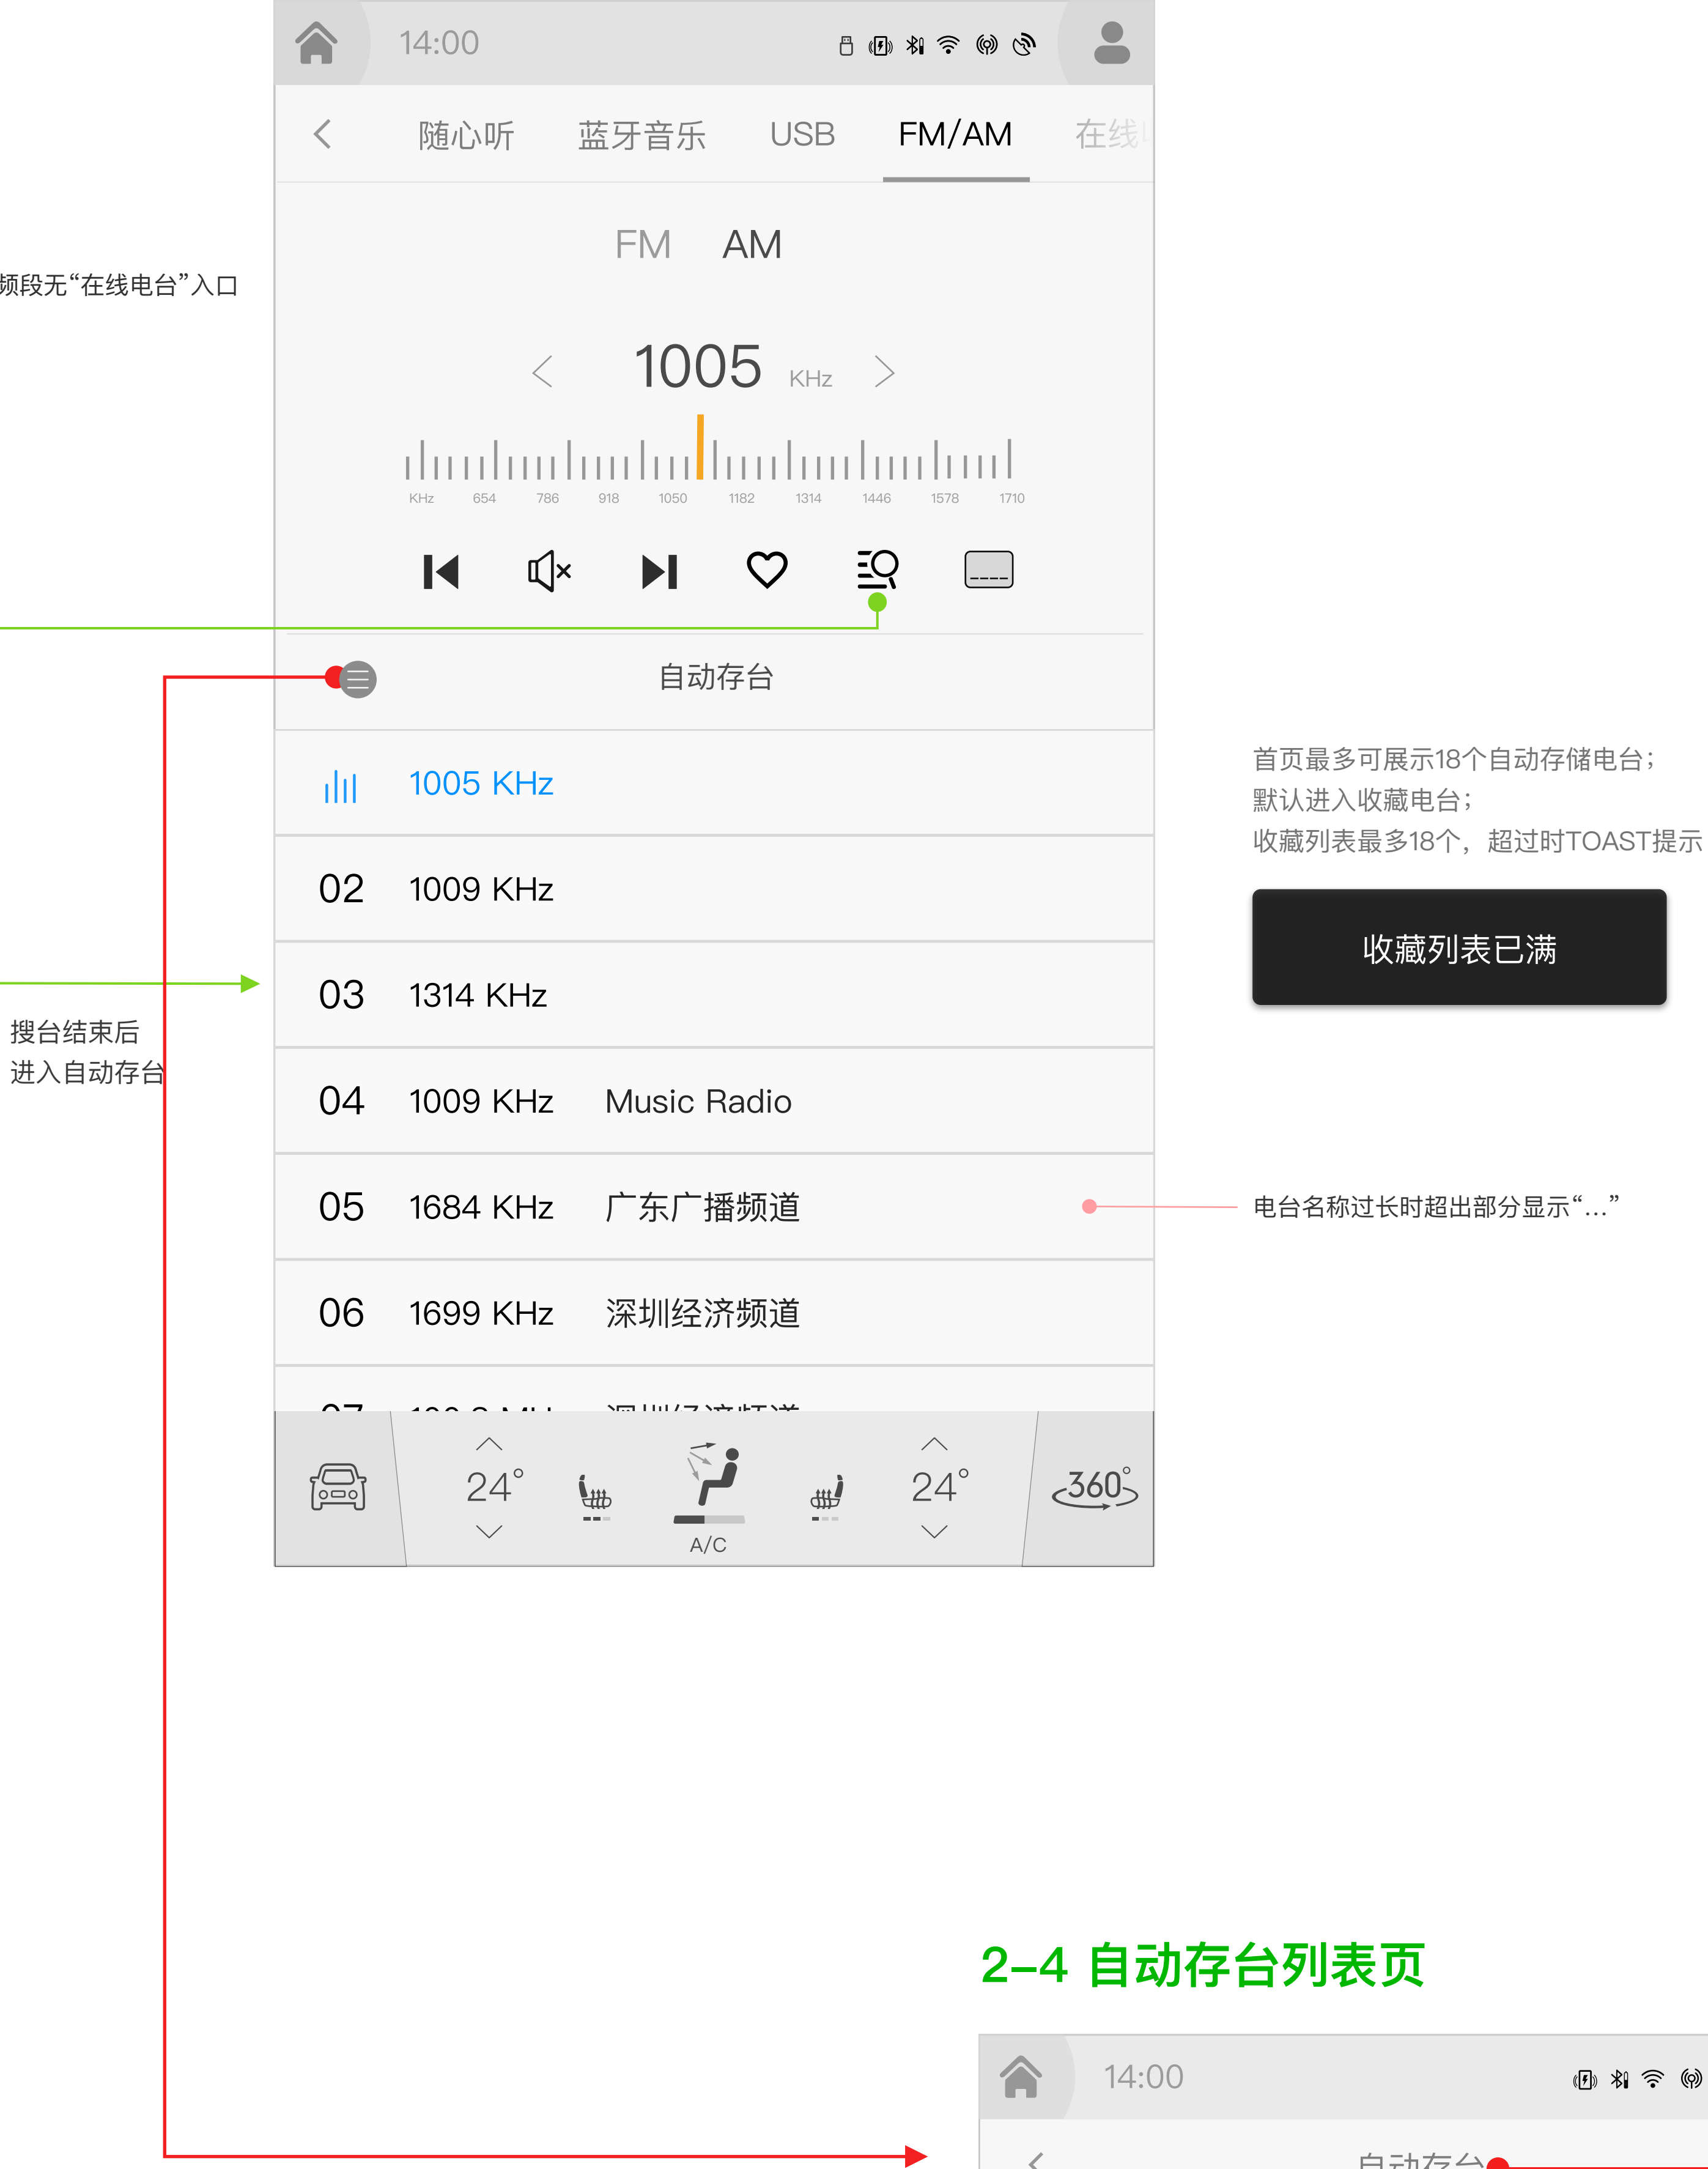 14:00
随心听 蓝牙音乐 USB FM/AM 在线
FM AM
频段无“在线电台”入口
1005 KHz
KHz 654 786 918 1050 1182 1314 1446 1578 1710
自动存台
1005 KHz
首页最多可展示18个自动存储电台；
默认进入收藏电台；
收藏列表最多18个，超过时TOAST提示
02 1009 KHz
收藏列表已满
03 1314 KHz
搜台结束后
进入自动存台
04 1009 KHz Music Radio
05 1684 KHz 广东广播频道
电台名称过长时超出部分显示“...”
06 1699 KHz 深圳经济频道
24° 24° 360°
A/C
2-4 自动存台列表页
14:00
自动存台